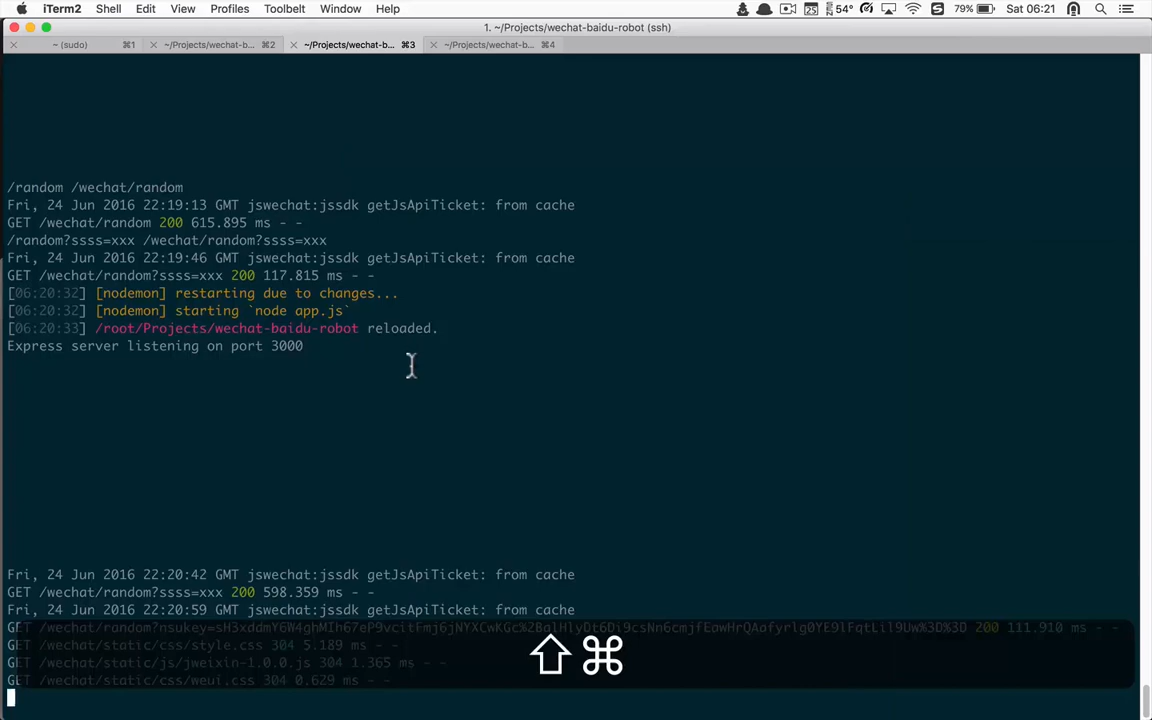 iTerm2 Shell Edit View Profiles Toolbelt Window Help 54° 79% Sat 06:21
1. ~/Projects/wechat-baidu-robot (ssh)
~ (sudo) ⌘1 ~/Projects/wechat-b... ⌘2 ~/Projects/wechat-b... ⌘3 ~/Projects/wechat-b... ⌘4
/random /wechat/random
Fri, 24 Jun 2016 22:19:13 GMT jswechat:jssdk getJsApiTicket: from cache
GET /wechat/random 200 615.895 ms - -
/random?ssss=xxx /wechat/random?ssss=xxx
Fri, 24 Jun 2016 22:19:46 GMT jswechat:jssdk getJsApiTicket: from cache
GET /wechat/random?ssss=xxx 200 117.815 ms - -
[06:20:32] [nodemon] restarting due to changes...
[06:20:32] [nodemon] starting `node app.js`
[06:20:33] /root/Projects/wechat-baidu-robot reloaded.
Express server listening on port 3000
Fri, 24 Jun 2016 22:20:42 GMT jswechat:jssdk getJsApiTicket: from cache
GET /wechat/random?ssss=xxx 200 598.359 ms - -
Fri, 24 Jun 2016 22:20:59 GMT jswechat:jssdk getJsApiTicket: from cache
GET 200 111.910 ms - -
GET /wechat/static/css/style.css 304 5.189 ms - -
GET /wechat/static/js/jweixin-1.0.0.js 304 1.365 ms - -
GET /wechat/static/css/weui.css 304 0.629 ms - -
⇧⌘